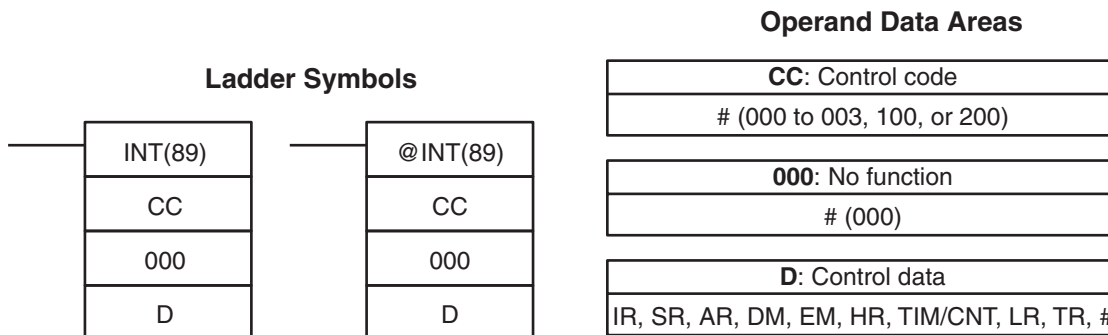 Operand Data Areas
Ladder Symbols
CC: Control code
# (000 to 003, 100, or 200)
INT(89)
@INT(89)
000: No function
CC
CC
# (000)
000
000
D: Control data
D
D
IR, SR, AR, DM, EM, HR, TIM/CNT, LR, TR, #